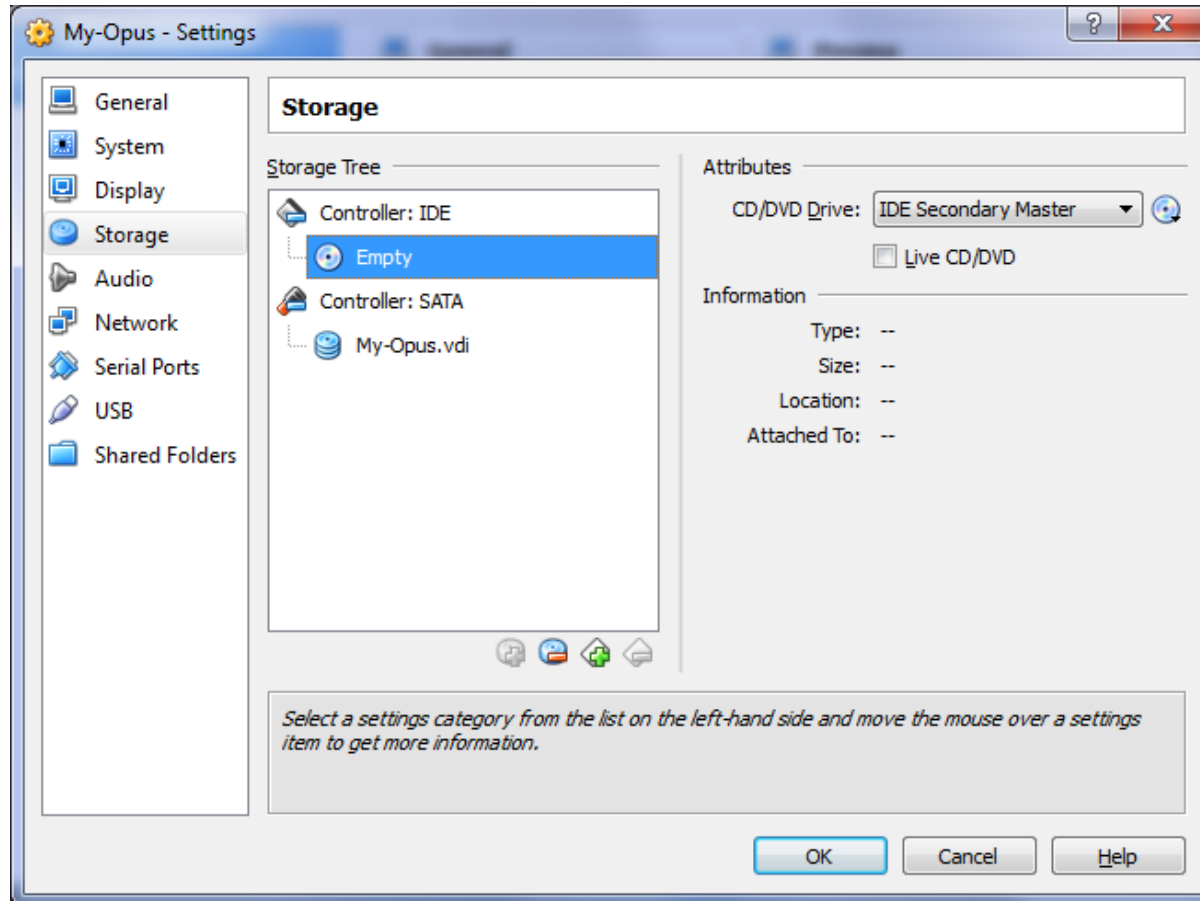 My-Opus - Settings
General
System
Display
Storage
Audio
Network
Serial Ports
USB
Shared Folders
Storage
Storage Tree
Controller: IDE
Empty
Controller: SATA
My-Opus.vdi
Attributes
CD/DVD Drive: IDE Secondary Master
Live CD/DVD
Information
Type: --
Size: --
Location: --
Attached To: --
Select a settings category from the list on the left-hand side and move the mouse over a settings
item to get more information.
OK Cancel Help